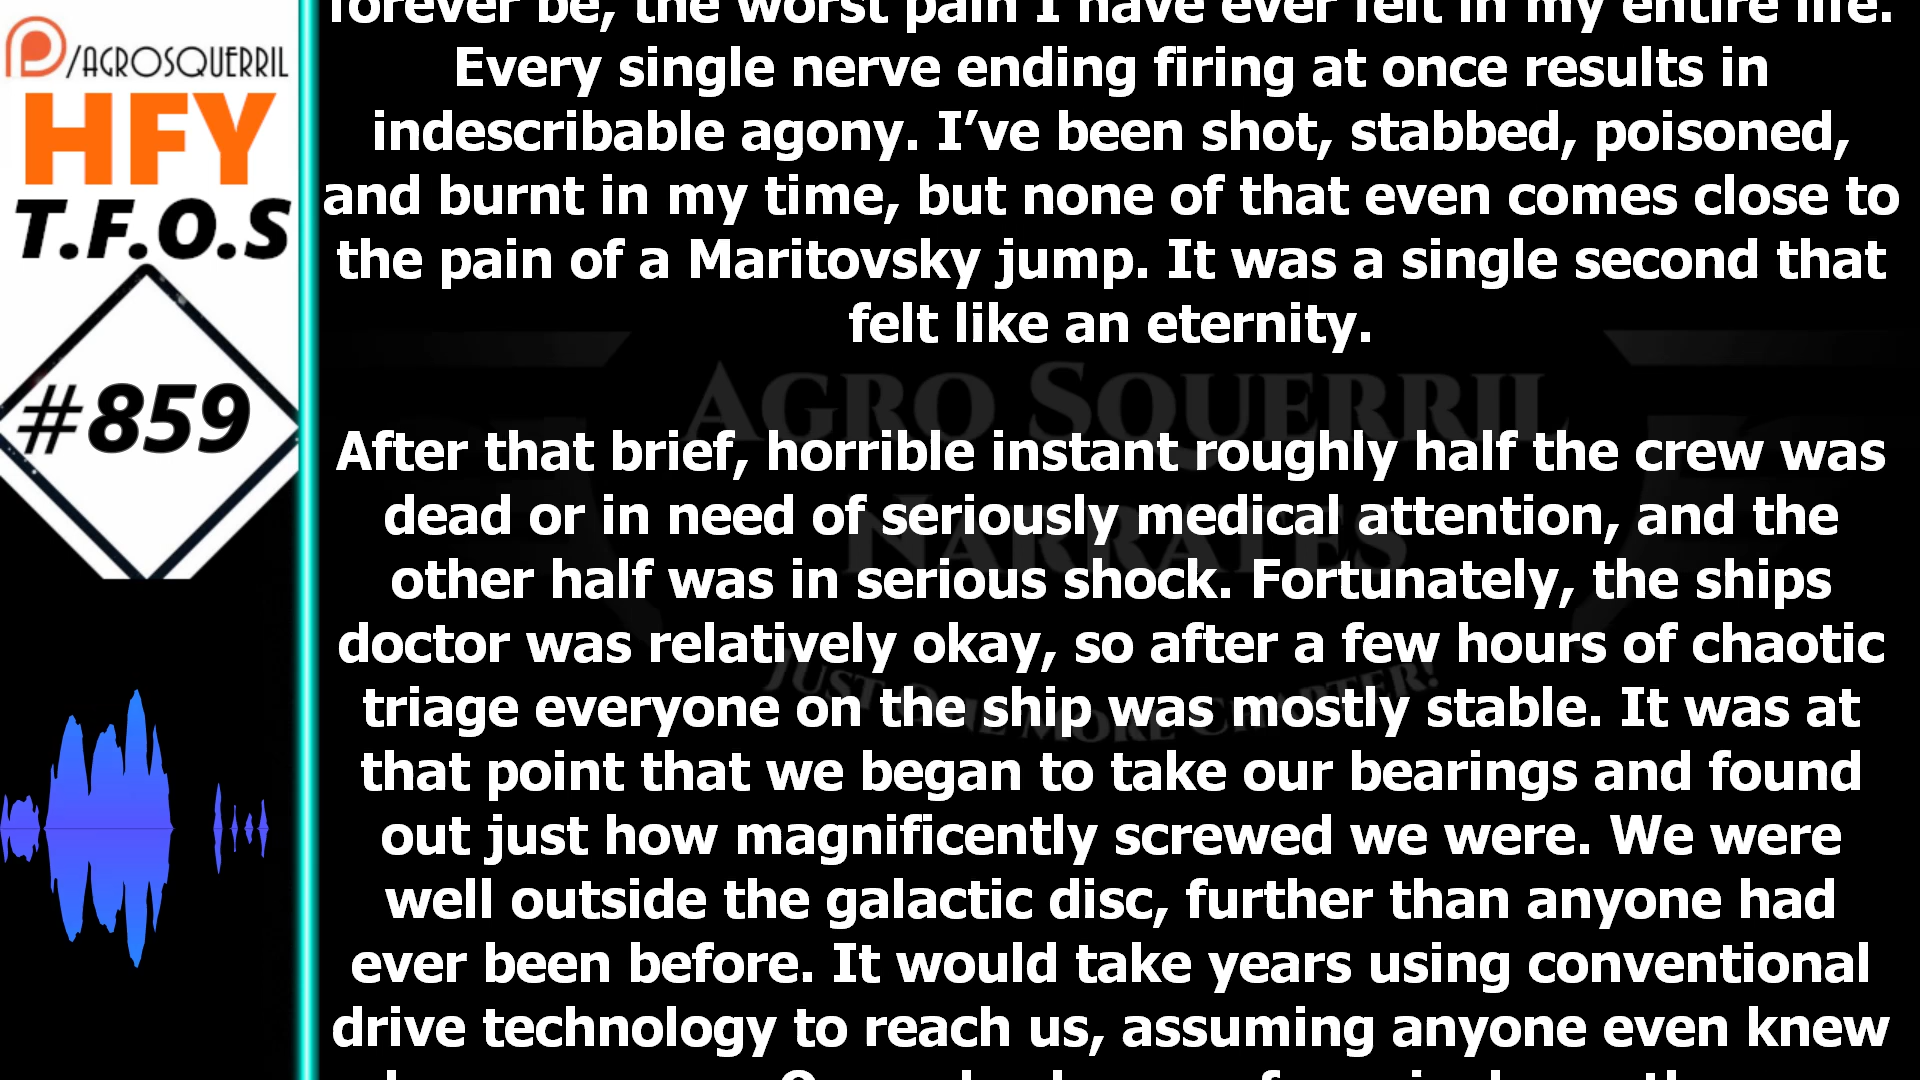 /AGROSQUERRIL
HFY
T.F.O.S
#859
forever be, the worst pain I have ever felt in my entire life.
Every single nerve ending firing at once results in
indescribable agony. I’ve been shot, stabbed, poisoned,
and burnt in my time, but none of that even comes close to
the pain of a Maritovsky jump. It was a single second that
felt like an eternity.
After that brief, horrible instant roughly half the crew was
dead or in need of seriously medical attention, and the
other half was in serious shock. Fortunately, the ships
doctor was relatively okay, so after a few hours of chaotic
triage everyone on the ship was mostly stable. It was at
that point that we began to take our bearings and found
out just how magnificently screwed we were. We were
well outside the galactic disc, further than anyone had
ever been before. It would take years using conventional
drive technology to reach us, assuming anyone even knew
AGRO SQUERRIL
NARRATES
JUST ONE MORE CHAPTER!